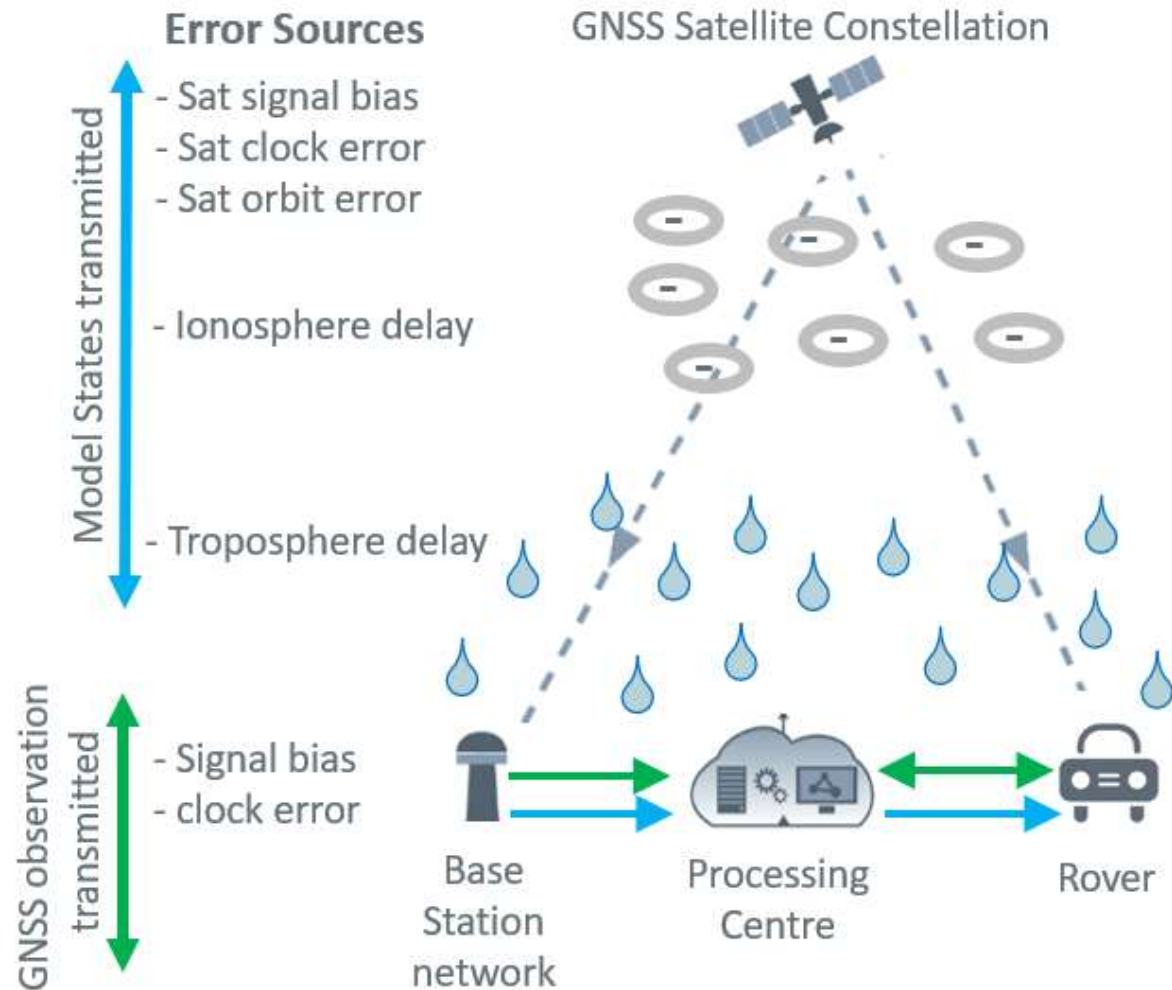 Error Sources
GNSS Satellite Constellation
Model States transmitted
- Sat signal bias
- Sat clock error
- Sat orbit error
- Ionosphere delay
- Troposphere delay
GNSS observation
transmitted
- Signal bias
- clock error
Base
Station
network
Processing
Centre
Rover